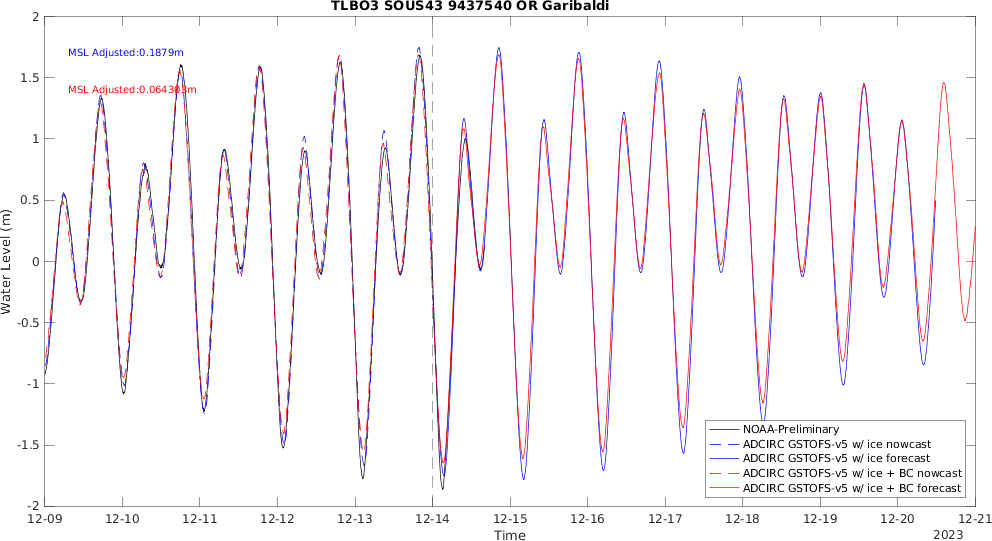 TLBO3 SOUS43 9437540 OR Garibaldi
2
1.5
1
0.5
0
-0.5
-1
-1.5
-2
Water Level (m)
MSL Adjusted:0.1879m
MSL Adjusted:0.064303m
NOAA-Preliminary
ADCIRC GSTOFS-v5 w/ ice nowcast
ADCIRC GSTOFS-v5 w/ ice forecast
ADCIRC GSTOFS-v5 w/ ice + BC nowcast
ADCIRC GSTOFS-v5 w/ ice + BC forecast
12-09 12-10 12-11 12-12 12-13 12-14 12-15 12-16 12-17 12-18 12-19 12-20 12-21
Time
2023